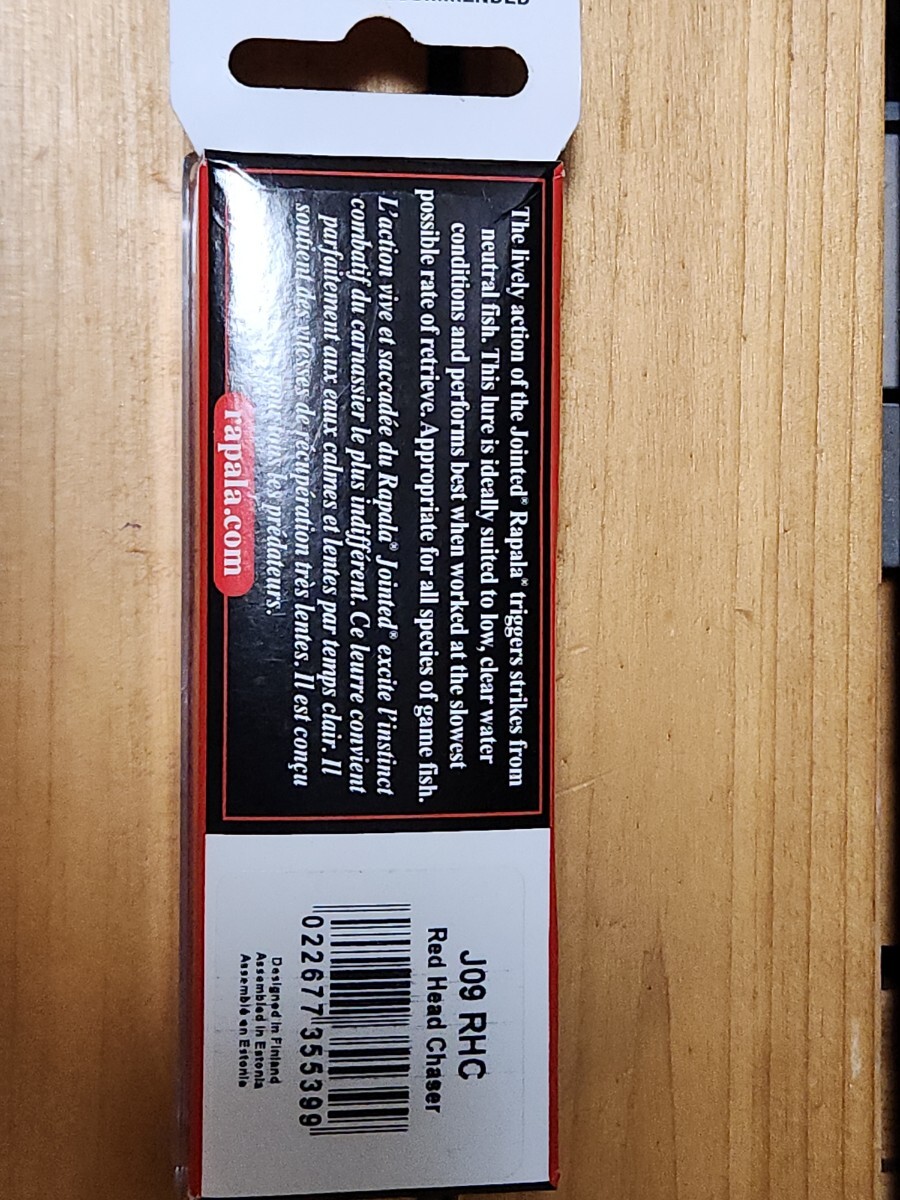 The lively action of the Jointed® Rapala® triggers strikes from
neutral fish. This lure is ideally suited to low, clear water
conditions and performs best when worked at the slowest
possible rate of retrieve. Appropriate for all species of game fish.
L'action vive et saccadée du Rapala® Jointed® excite l'instinct
combatif du carnassier le plus indifférent. Ce leurre convient
parfaitement aux eaux calmes et lentes par temps clair. Il
soutient des vitesses de récupération très lentes. Il est conçu
les prédateurs.
rapala.com
J09 RHC
Red Head Chaser
022677355399
Designed in Finland
Assembled in Estonia
Assemblé en Estonie